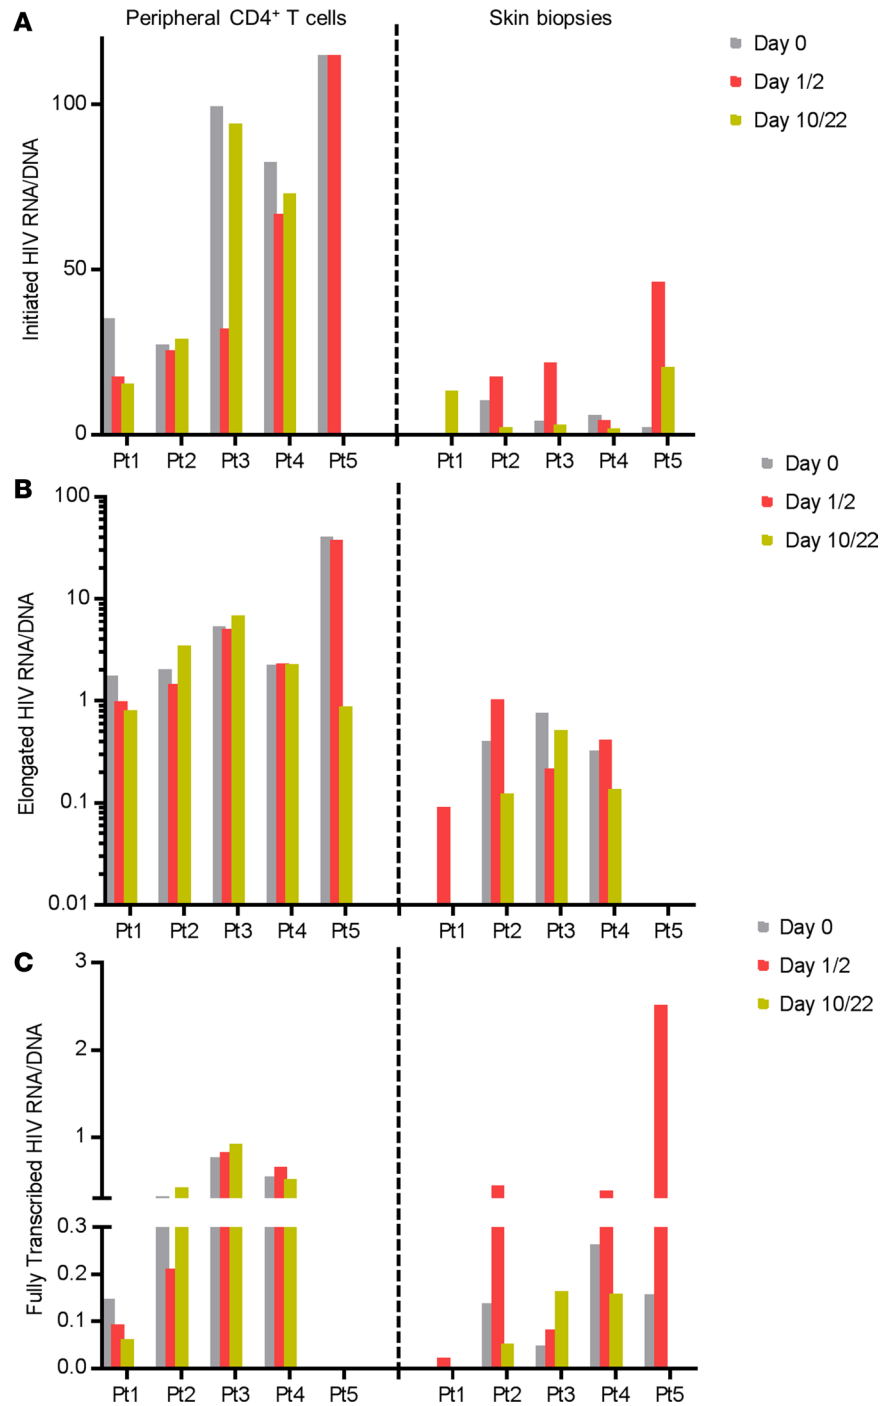 A
Peripheral CD4⁺ T cells Skin biopsies
Day 0
Day 1/2
Day 10/22
Initiated HIV RNA/DNA
100
50
0
Pt1 Pt2 Pt3 Pt4 Pt5 Pt1 Pt2 Pt3 Pt4 Pt5
B
Day 0
Day 1/2
Day 10/22
Elongated HIV RNA/DNA
100
10
1
0.1
0.01
Pt1 Pt2 Pt3 Pt4 Pt5 Pt1 Pt2 Pt3 Pt4 Pt5
C
Day 0
Day 1/2
Day 10/22
Fully Transcribed HIV RNA/DNA
3
2
1
0.3
0.2
0.1
0.0
Pt1 Pt2 Pt3 Pt4 Pt5 Pt1 Pt2 Pt3 Pt4 Pt5